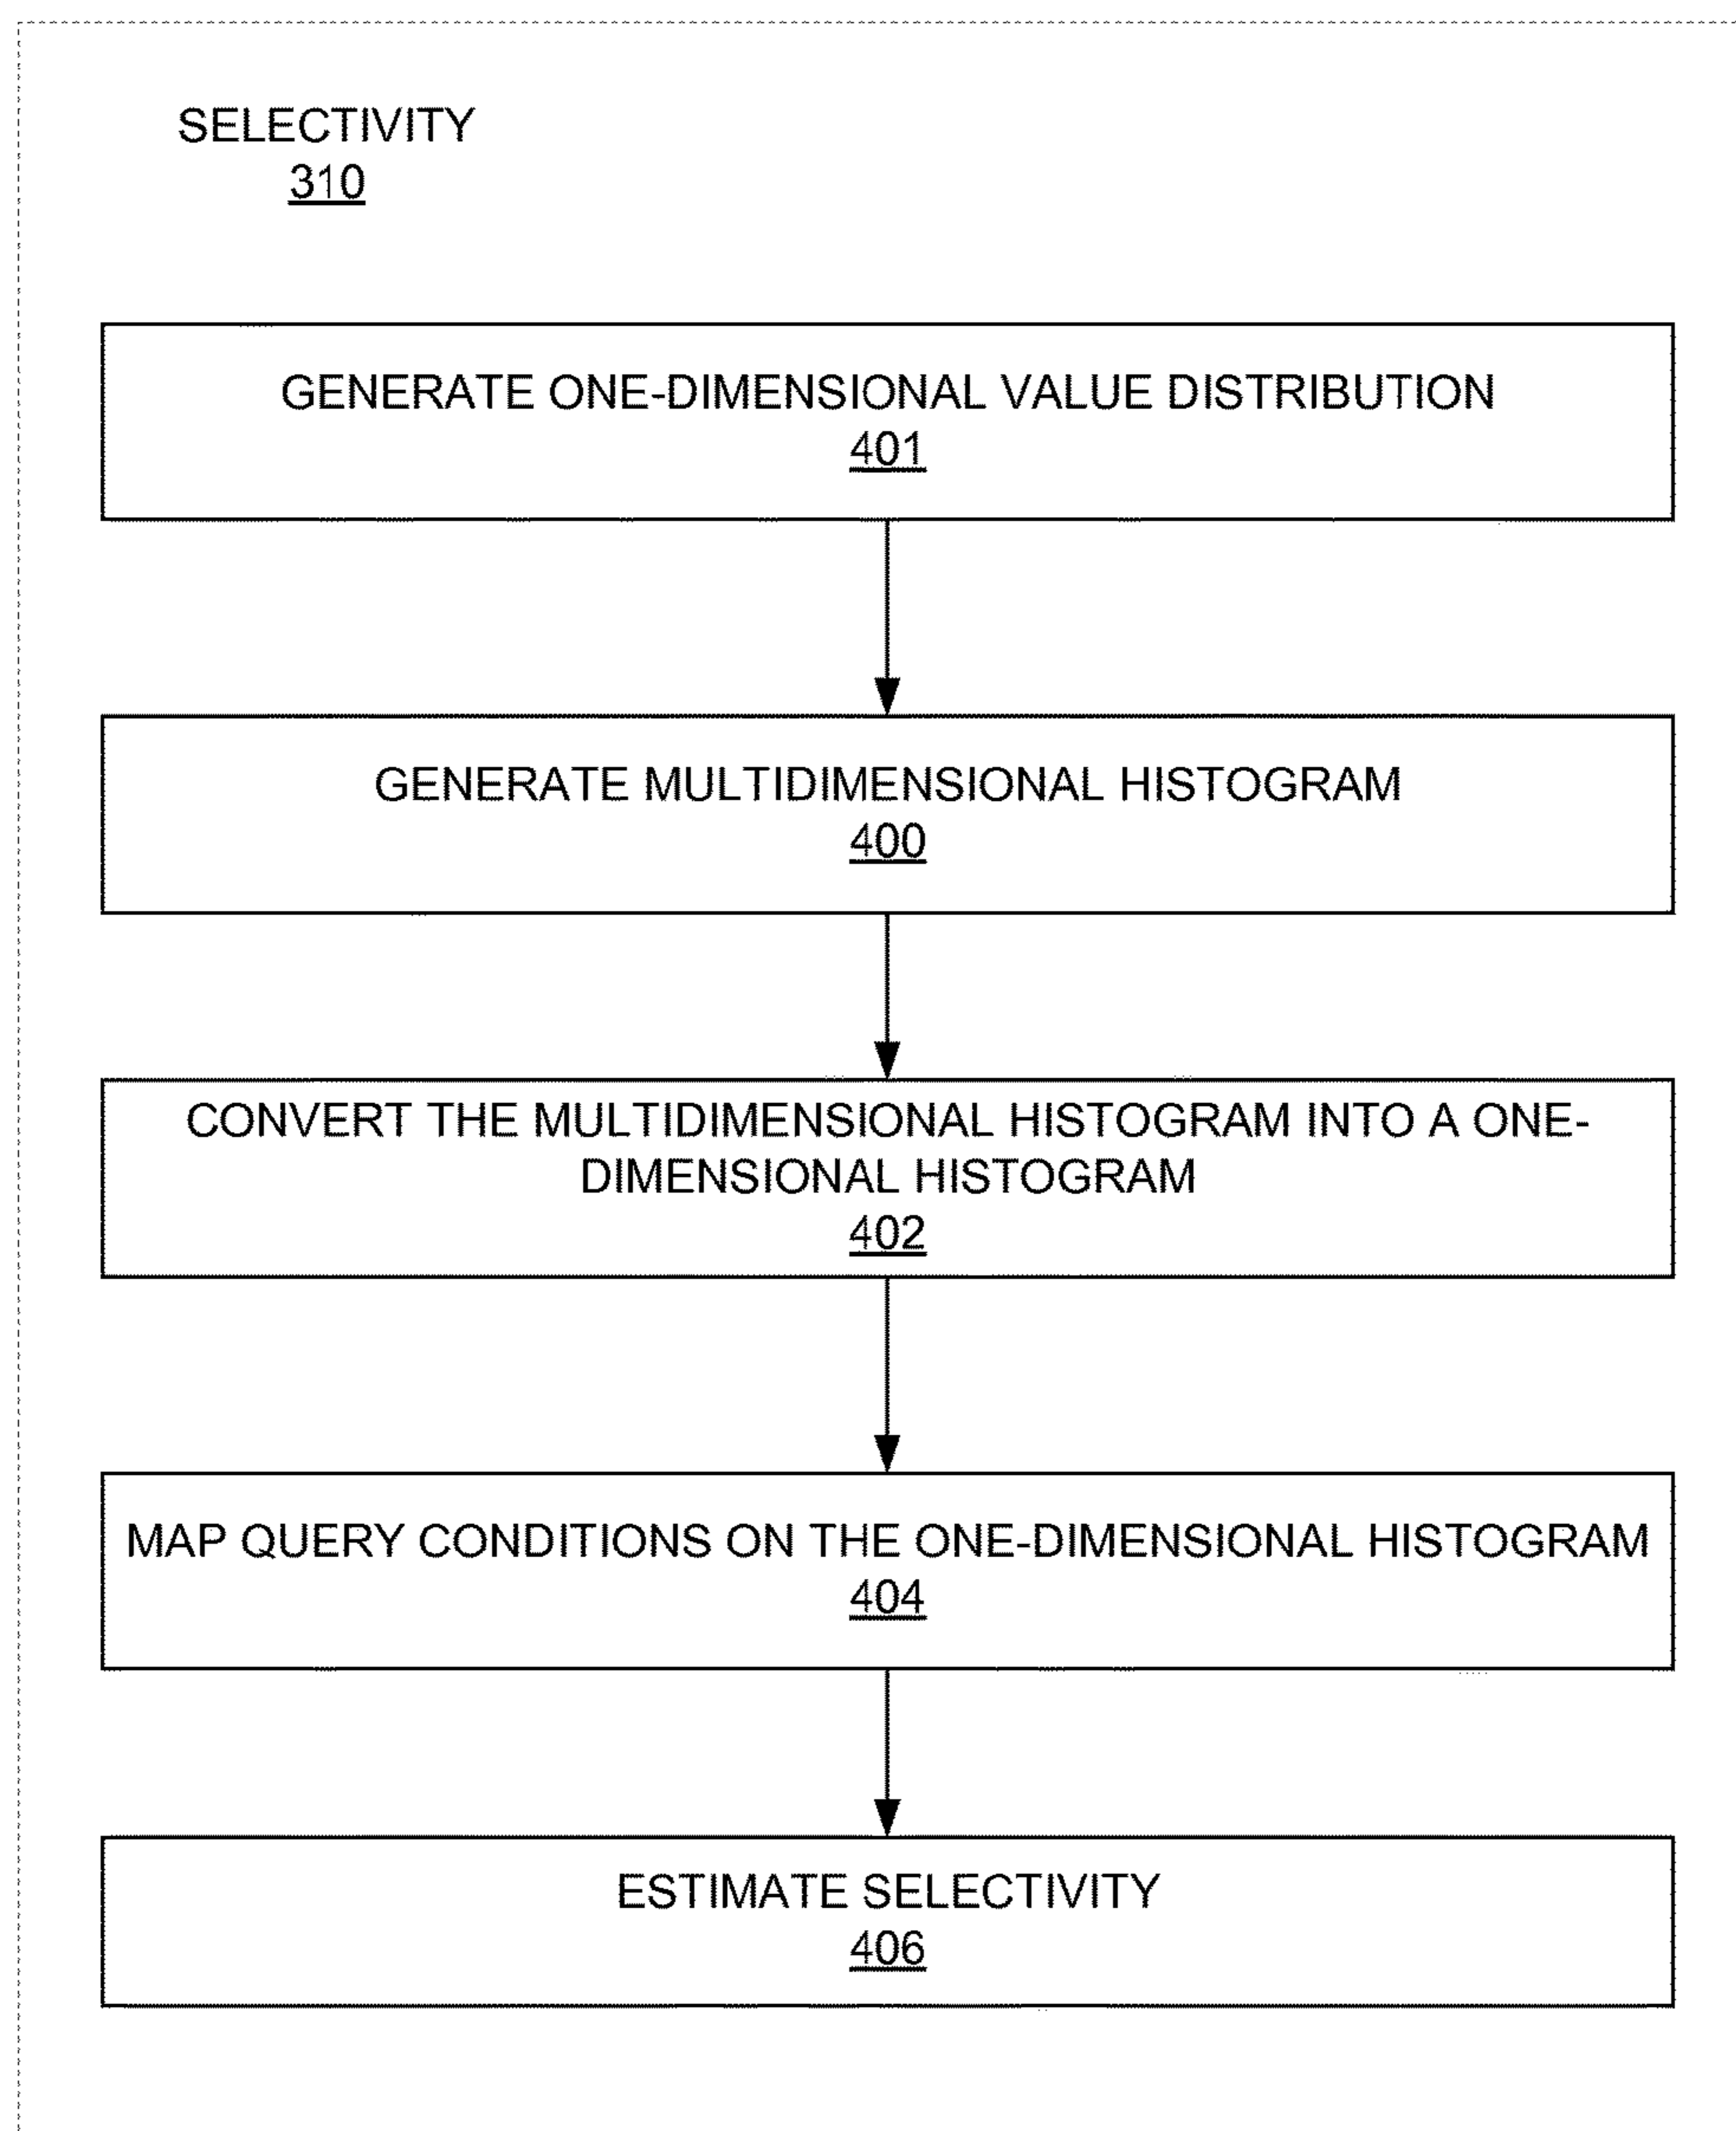 SELECTIVITY
310
GENERATE ONE-DIMENSIONAL VALUE DISTRIBUTION
401
GENERATE MULTIDIMENSIONAL HISTOGRAM
400
CONVERT THE MULTIDIMENSIONAL HISTOGRAM INTO A ONE-
DIMENSIONAL HISTOGRAM
402
MAP QUERY CONDITIONS ON THE ONE-DIMENSIONAL HISTOGRAM
404
ESTIMATE SELECTIVITY
406